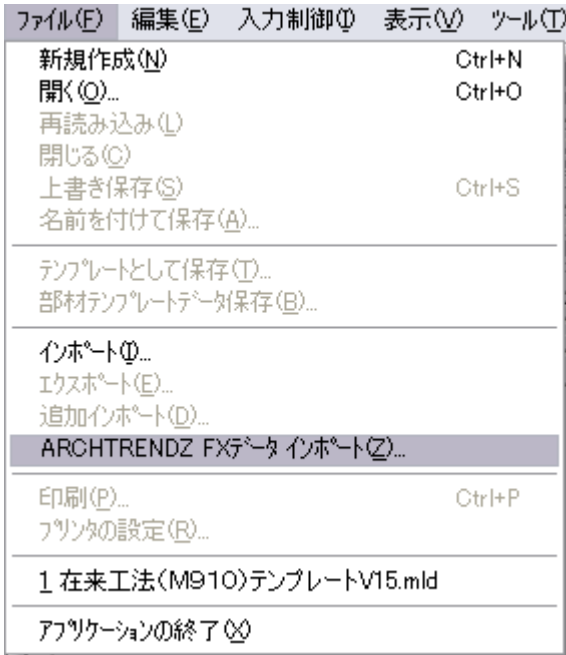 ファイル(F) 編集(E) 入力制御(I) 表示(V) ツール(T)
新規作成(N) Ctrl+N
開く(O)...
Ctrl+O
再読み込み(L)
閉じる(C)
上書き保存(S) Ctrl+S
名前を付けて保存(A)...
テンプレートとして保存(T)...
部材テンプレートデータ保存(B)...
インポート(I)...
エクスポート(E)...
追加インポート(D)...
ARCHTRENDZ FXデータ インポート(Z)...
印刷(P)... Ctrl+P
プリンタの設定(R)...
1 在来工法(M910)テンプレートV15.mld
アプリケーションの終了(X)